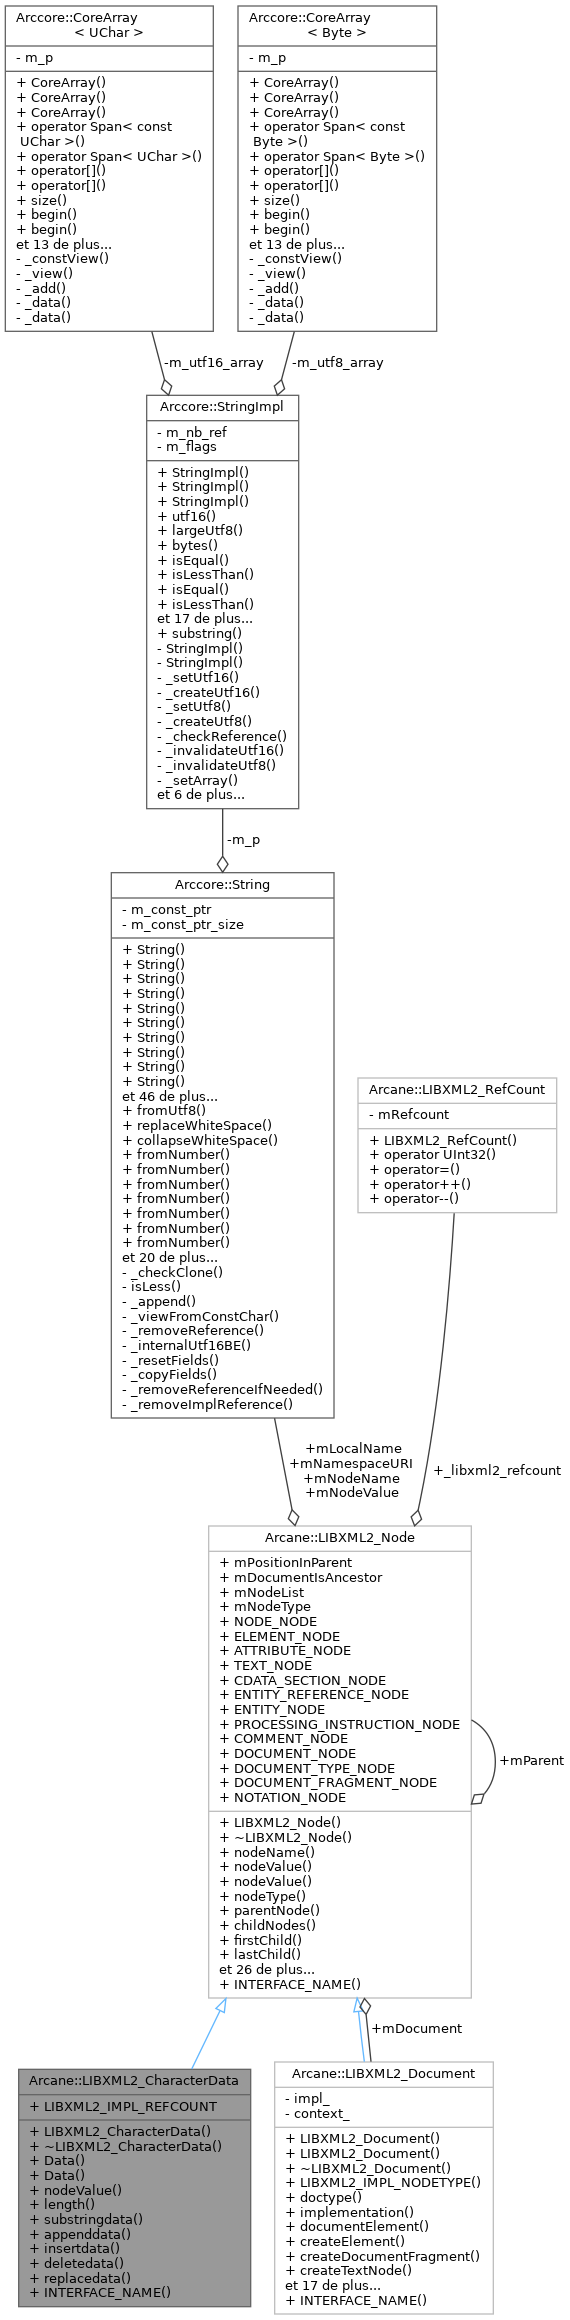 Arccore::CoreArray
< UChar >
- m_p
+ CoreArray()
+ CoreArray()
+ CoreArray()
+ operator Span< const
UChar >()
+ operator Span< UChar >()
+ operator[]()
+ operator[]()
+ size()
+ begin()
+ begin()
et 13 de plus...
- _constView()
- _view()
- _add()
- _data()
- _data()
Arccore::CoreArray
< Byte >
- m_p
+ CoreArray()
+ CoreArray()
+ CoreArray()
+ operator Span< const
Byte >()
+ operator Span< Byte >()
+ operator[]()
+ operator[]()
+ size()
+ begin()
+ begin()
et 13 de plus...
- _constView()
- _view()
- _add()
- _data()
- _data()
-m_utf16_array
-m_utf8_array
Arccore::StringImpl
- m_nb_ref
- m_flags
+ StringImpl()
+ StringImpl()
+ StringImpl()
+ utf16()
+ largeUtf8()
+ bytes()
+ isEqual()
+ isLessThan()
+ isEqual()
+ isLessThan()
et 17 de plus...
+ substring()
- StringImpl()
- StringImpl()
- _setUtf16()
- _createUtf16()
- _setUtf8()
- _createUtf8()
- _checkReference()
- _invalidateUtf16()
- _invalidateUtf8()
- _setArray()
et 6 de plus...
-m_p
Arccore::String
- m_const_ptr
- m_const_ptr_size
+ String()
+ String()
+ String()
+ String()
+ String()
+ String()
+ String()
+ String()
+ String()
+ String()
et 46 de plus...
+ fromUtf8()
+ replaceWhiteSpace()
+ collapseWhiteSpace()
+ fromNumber()
+ fromNumber()
+ fromNumber()
+ fromNumber()
+ fromNumber()
+ fromNumber()
+ fromNumber()
et 20 de plus...
- _checkClone()
- isLess()
- _append()
- _viewFromConstChar()
- _removeReference()
- _internalUtf16BE()
- _resetFields()
- _copyFields()
- _removeReferenceIfNeeded()
- _removeImplReference()
Arcane::LIBXML2_RefCount
- mRefcount
+ LIBXML2_RefCount()
+ operator UInt32()
+ operator=()
+ operator++()
+ operator--()
+mLocalName
+mNamespaceURI
+mNodeName
+mNodeValue
+_libxml2_refcount
Arcane::LIBXML2_Node
+ mPositionInParent
+ mDocumentIsAncestor
+ mNodeList
+ mNodeType
+ NODE_NODE
+ ELEMENT_NODE
+ ATTRIBUTE_NODE
+ TEXT_NODE
+ CDATA_SECTION_NODE
+ ENTITY_REFERENCE_NODE
+ ENTITY_NODE
+ PROCESSING_INSTRUCTION_NODE
+ COMMENT_NODE
+ DOCUMENT_NODE
+ DOCUMENT_TYPE_NODE
+ DOCUMENT_FRAGMENT_NODE
+ NOTATION_NODE
+ LIBXML2_Node()
+ ~LIBXML2_Node()
+ nodeName()
+ nodeValue()
+ nodeValue()
+ nodeType()
+ parentNode()
+ childNodes()
+ firstChild()
+ lastChild()
et 26 de plus...
+ INTERFACE_NAME()
+mParent
+mDocument
Arcane::LIBXML2_CharacterData
+ LIBXML2_IMPL_REFCOUNT
+ LIBXML2_CharacterData()
+ ~LIBXML2_CharacterData()
+ Data()
+ Data()
+ nodeValue()
+ length()
+ substringdata()
+ appenddata()
+ insertdata()
+ deletedata()
+ replacedata()
+ INTERFACE_NAME()
Arcane::LIBXML2_Document
- impl_
- context_
+ LIBXML2_Document()
+ LIBXML2_Document()
+ ~LIBXML2_Document()
+ LIBXML2_IMPL_NODETYPE()
+ doctype()
+ implementation()
+ documentElement()
+ createElement()
+ createDocumentFragment()
+ createTextNode()
et 17 de plus...
+ INTERFACE_NAME()